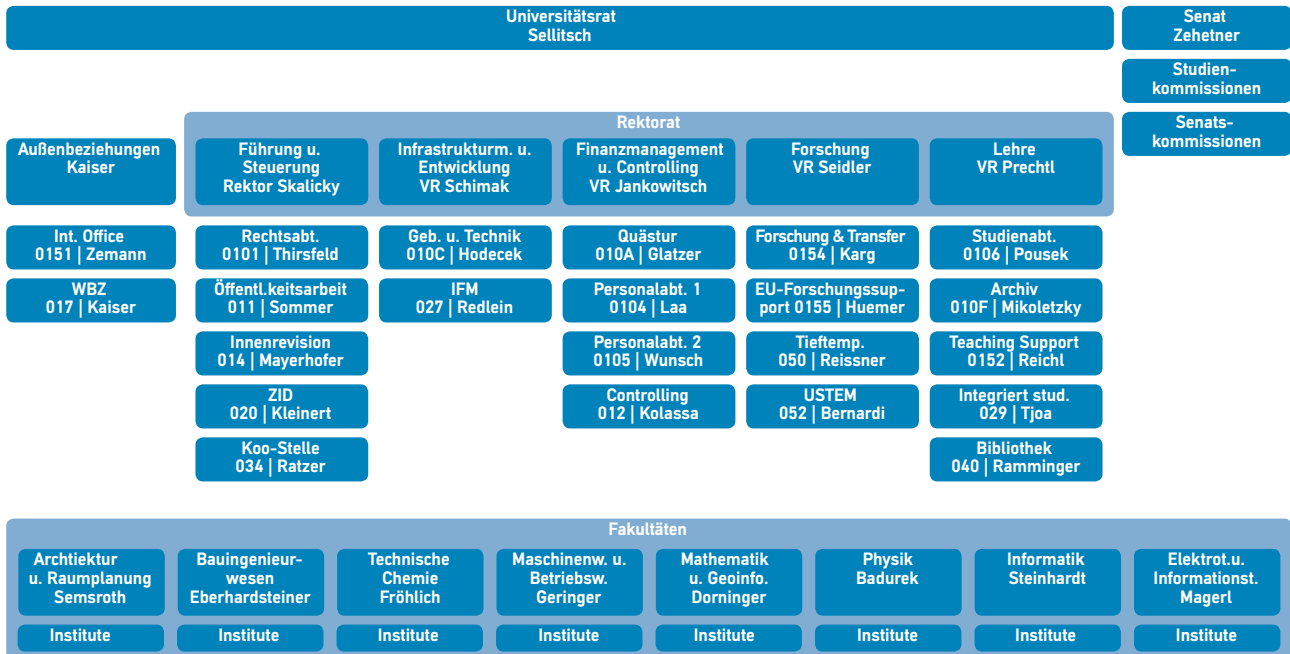 Universitätsrat
Sellitsch
Senat
Zehetner
Studien-
kommissionen
Senats-
kommissionen
Rektorat
Außenbeziehungen
Kaiser
Führung u.
Steuerung
Rektor Skalicky
Infrastrukturm. u.
Entwicklung
VR Schimak
Finanzmanagement
u. Controlling
VR Jankowitsch
Forschung
VR Seidler
Lehre
VR Prechtl
Int. Office
0151 | Zemann
WBZ
017 | Kaiser
Rechtsabt.
0101 | Thirsfeld
Öffentl.keitsarbeit
011 | Sommer
Innenrevision
014 | Mayerhofer
ZID
020 | Kleinert
Koo-Stelle
034 | Ratzer
Geb. u. Technik
010C | Hodecek
IFM
027 | Redlein
Quästur
010A | Glatzer
Personalabt. 1
0104 | Laa
Personalabt. 2
0105 | Wunsch
Controlling
012 | Kolassa
Forschung & Transfer
0154 | Karg
EU-Forschungssup-
port 0155 | Huemer
Tieftemp.
050 | Reissner
USTEM
052 | Bernardi
Studienabt.
0106 | Pousek
Archiv
010F | Mikoletzky
Teaching Support
0152 | Reichl
Integriert stud.
029 | Tjoa
Bibliothek
040 | Ramminger
Fakultäten
Archtiektur
u. Raumplanung
Semsroth
Institute
Bauingenieur-
wesen
Eberhardsteiner
Institute
Technische
Chemie
Fröhlich
Institute
Maschinenw. u.
Betriebsw.
Geringer
Institute
Mathematik
u. Geoinfo.
Dorninger
Institute
Physik
Badurek
Institute
Informatik
Steinhardt
Institute
Elektrot.u.
Informationst.
Magerl
Institute